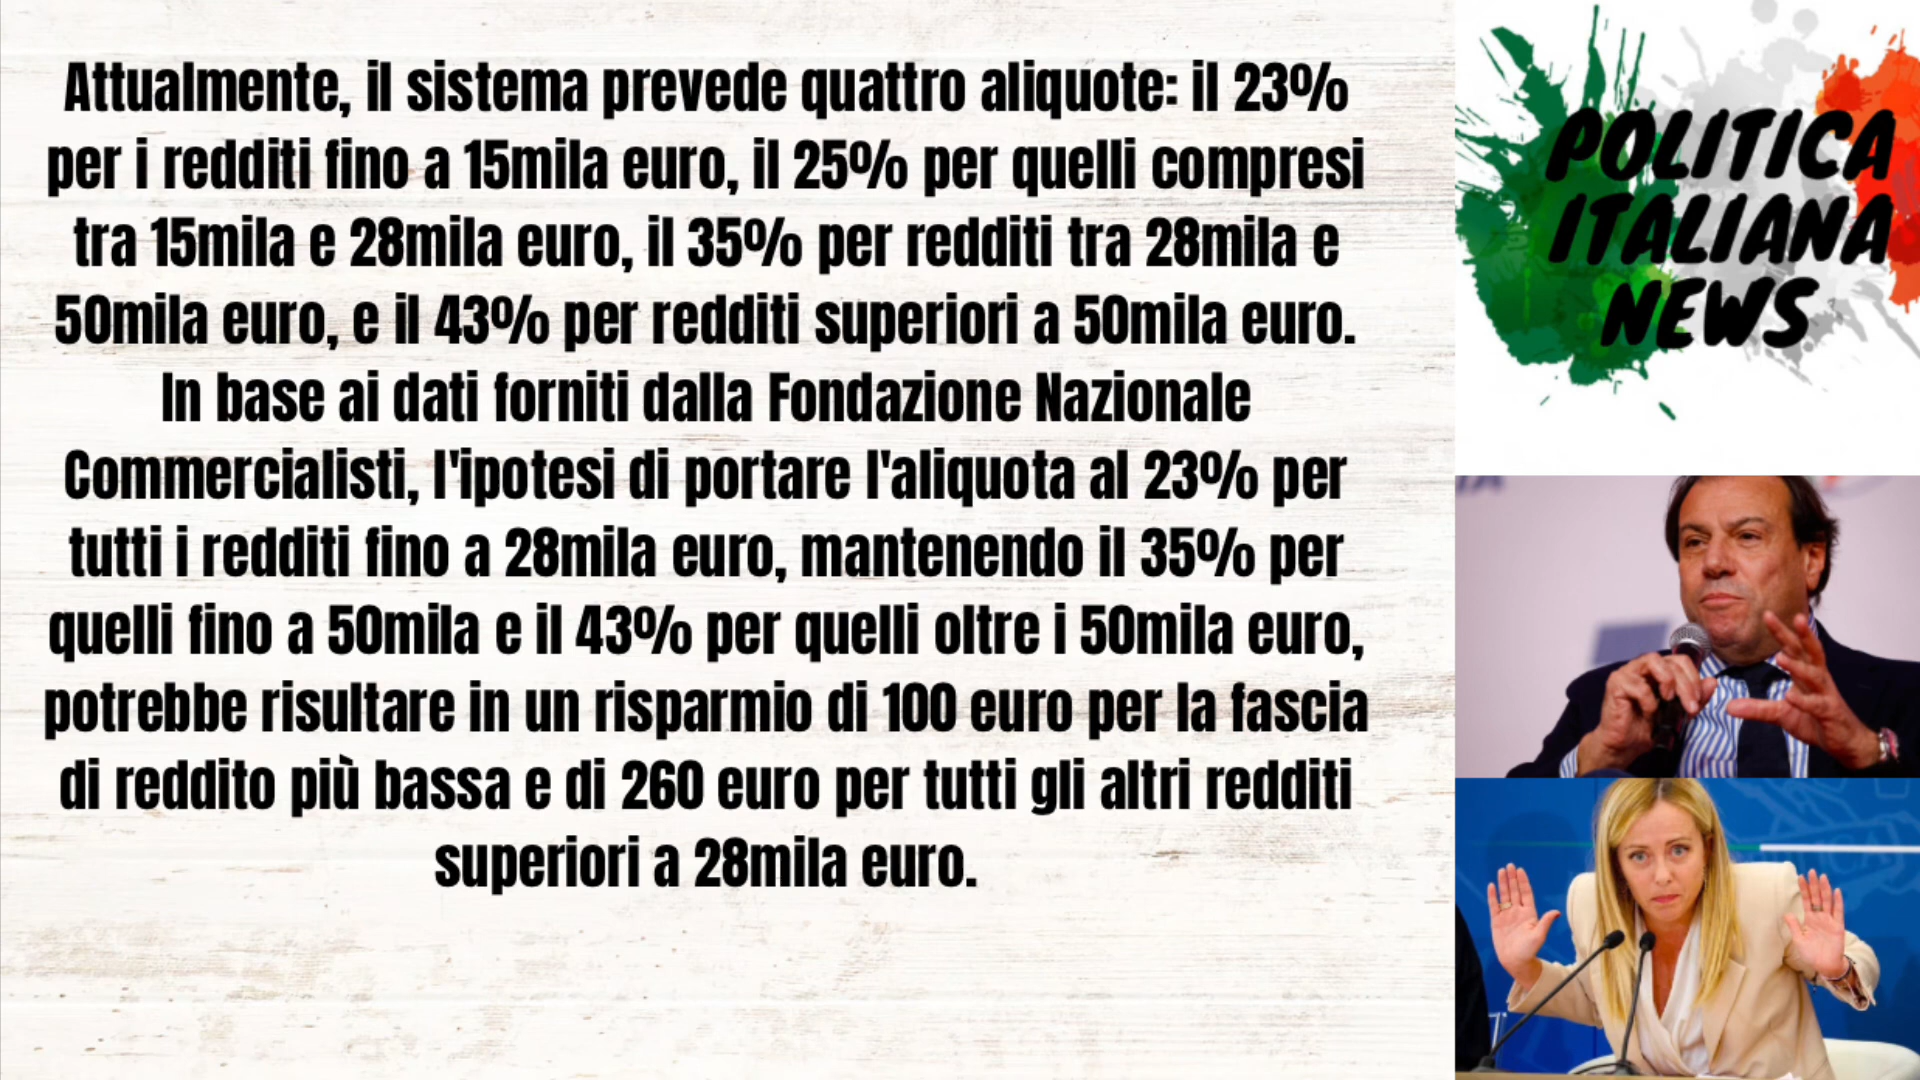 Attualmente, il sistema prevede quattro aliquote: il 23%
per i redditi fino a 15mila euro, il 25% per quelli compresi
tra 15mila e 28mila euro, il 35% per redditi tra 28mila e
50mila euro, e il 43% per redditi superiori a 50mila euro.
In base ai dati forniti dalla Fondazione Nazionale
Commercialisti, l'ipotesi di portare l'aliquota al 23% per
tutti i redditi fino a 28mila euro, mantenendo il 35% per
quelli fino a 50mila e il 43% per quelli oltre i 50mila euro,
potrebbe risultare in un risparmio di 100 euro per la fascia
di reddito più bassa e di 260 euro per tutti gli altri redditi
superiori a 28mila euro.
POLITICA
ITALIANA
NEWS